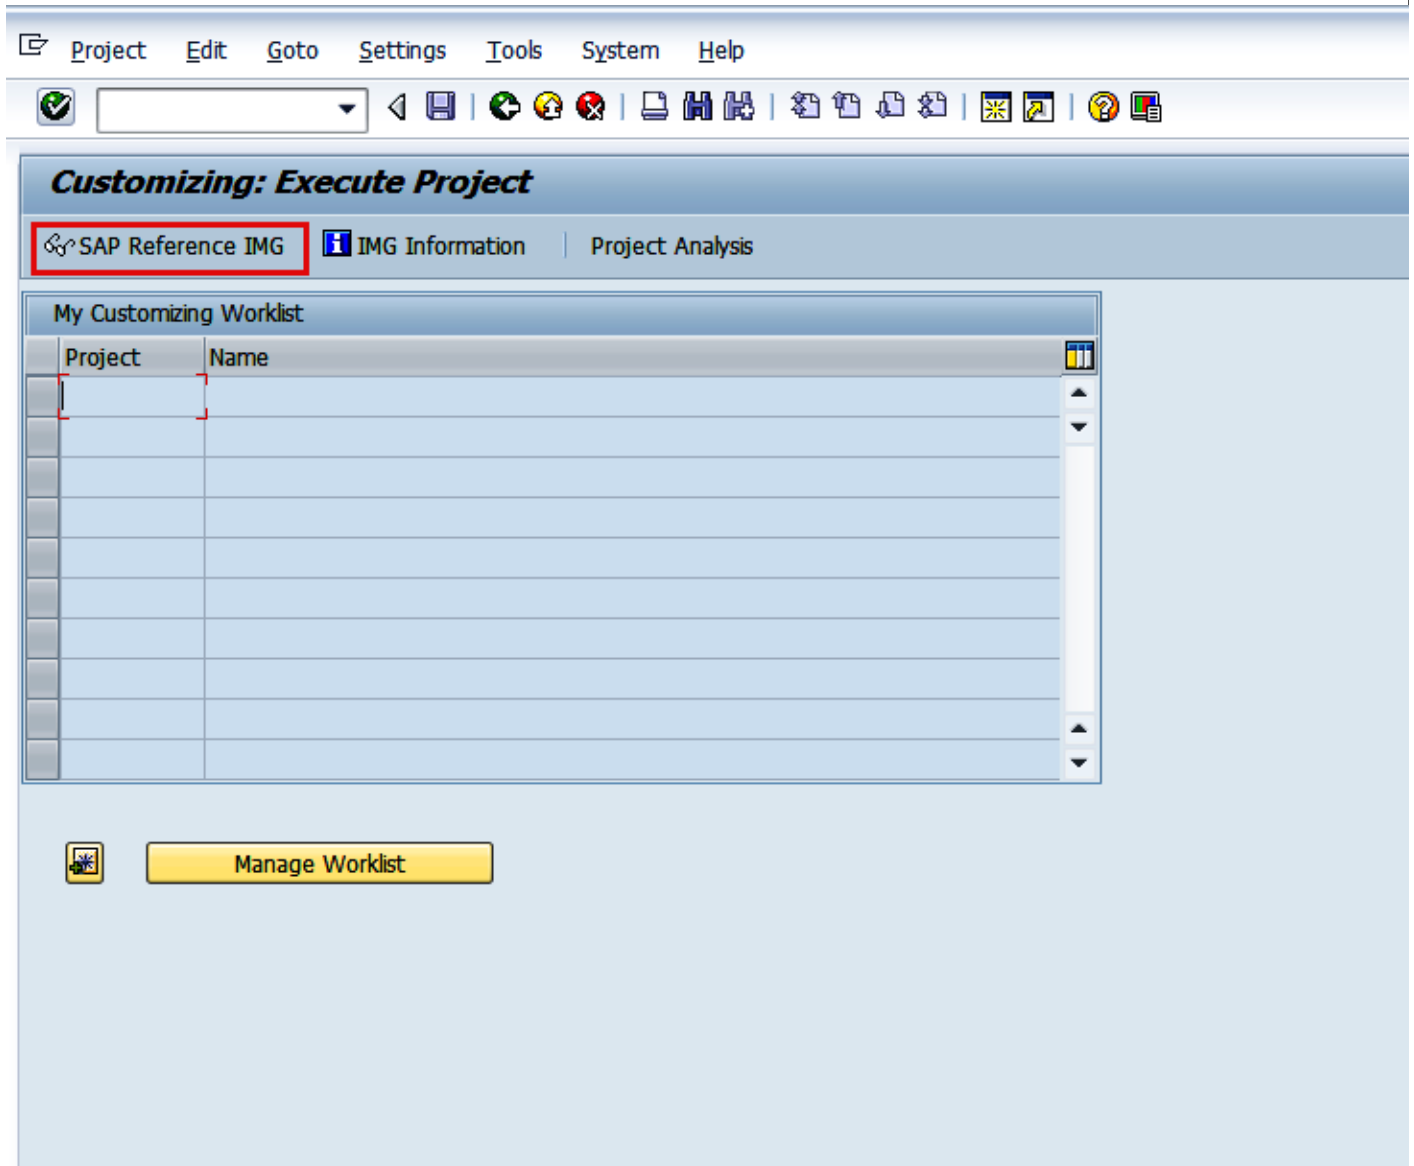 Project Edit Goto Settings Tools System Help
Customizing: Execute Project
SAP Reference IMG IMG Information Project Analysis
My Customizing Worklist
Project Name
Manage Worklist